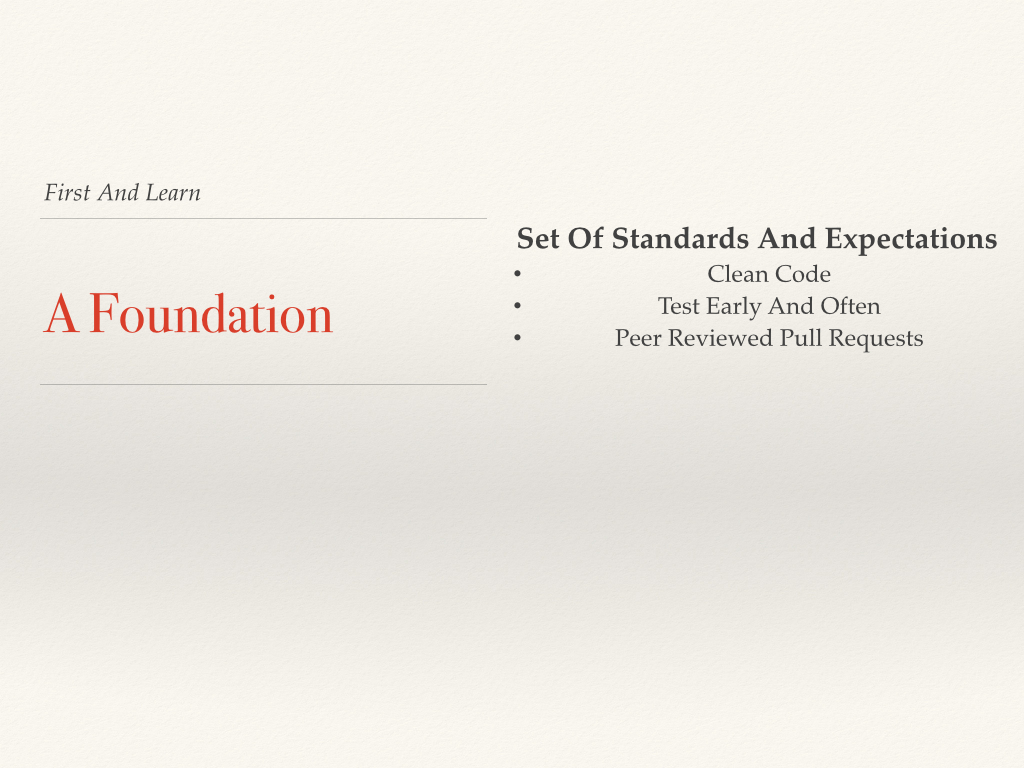 First And Learn
A Foundation
Set Of Standards And Expectations
• Clean Code
• Test Early And Often
• Peer Reviewed Pull Requests